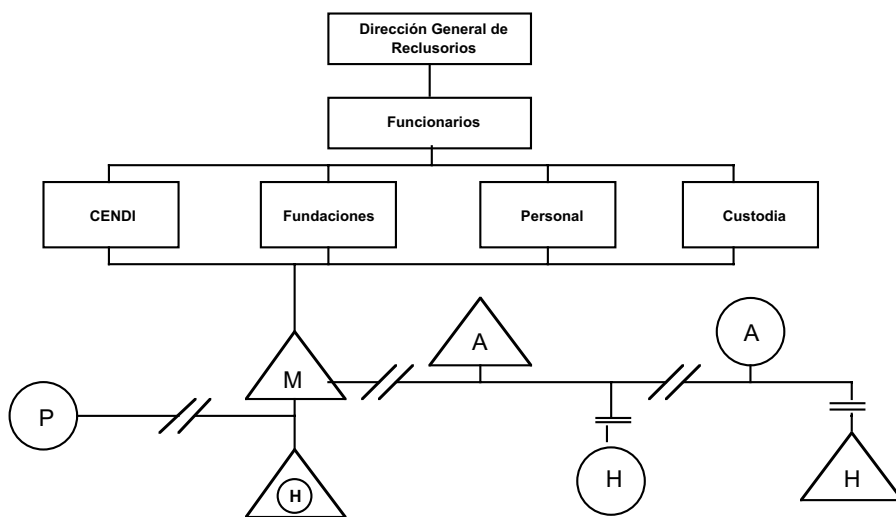 Dirección General de
Reclusorios
Funcionarios
CENDI
Fundaciones
Personal
Custodia
A
A
M
P
H
H
H